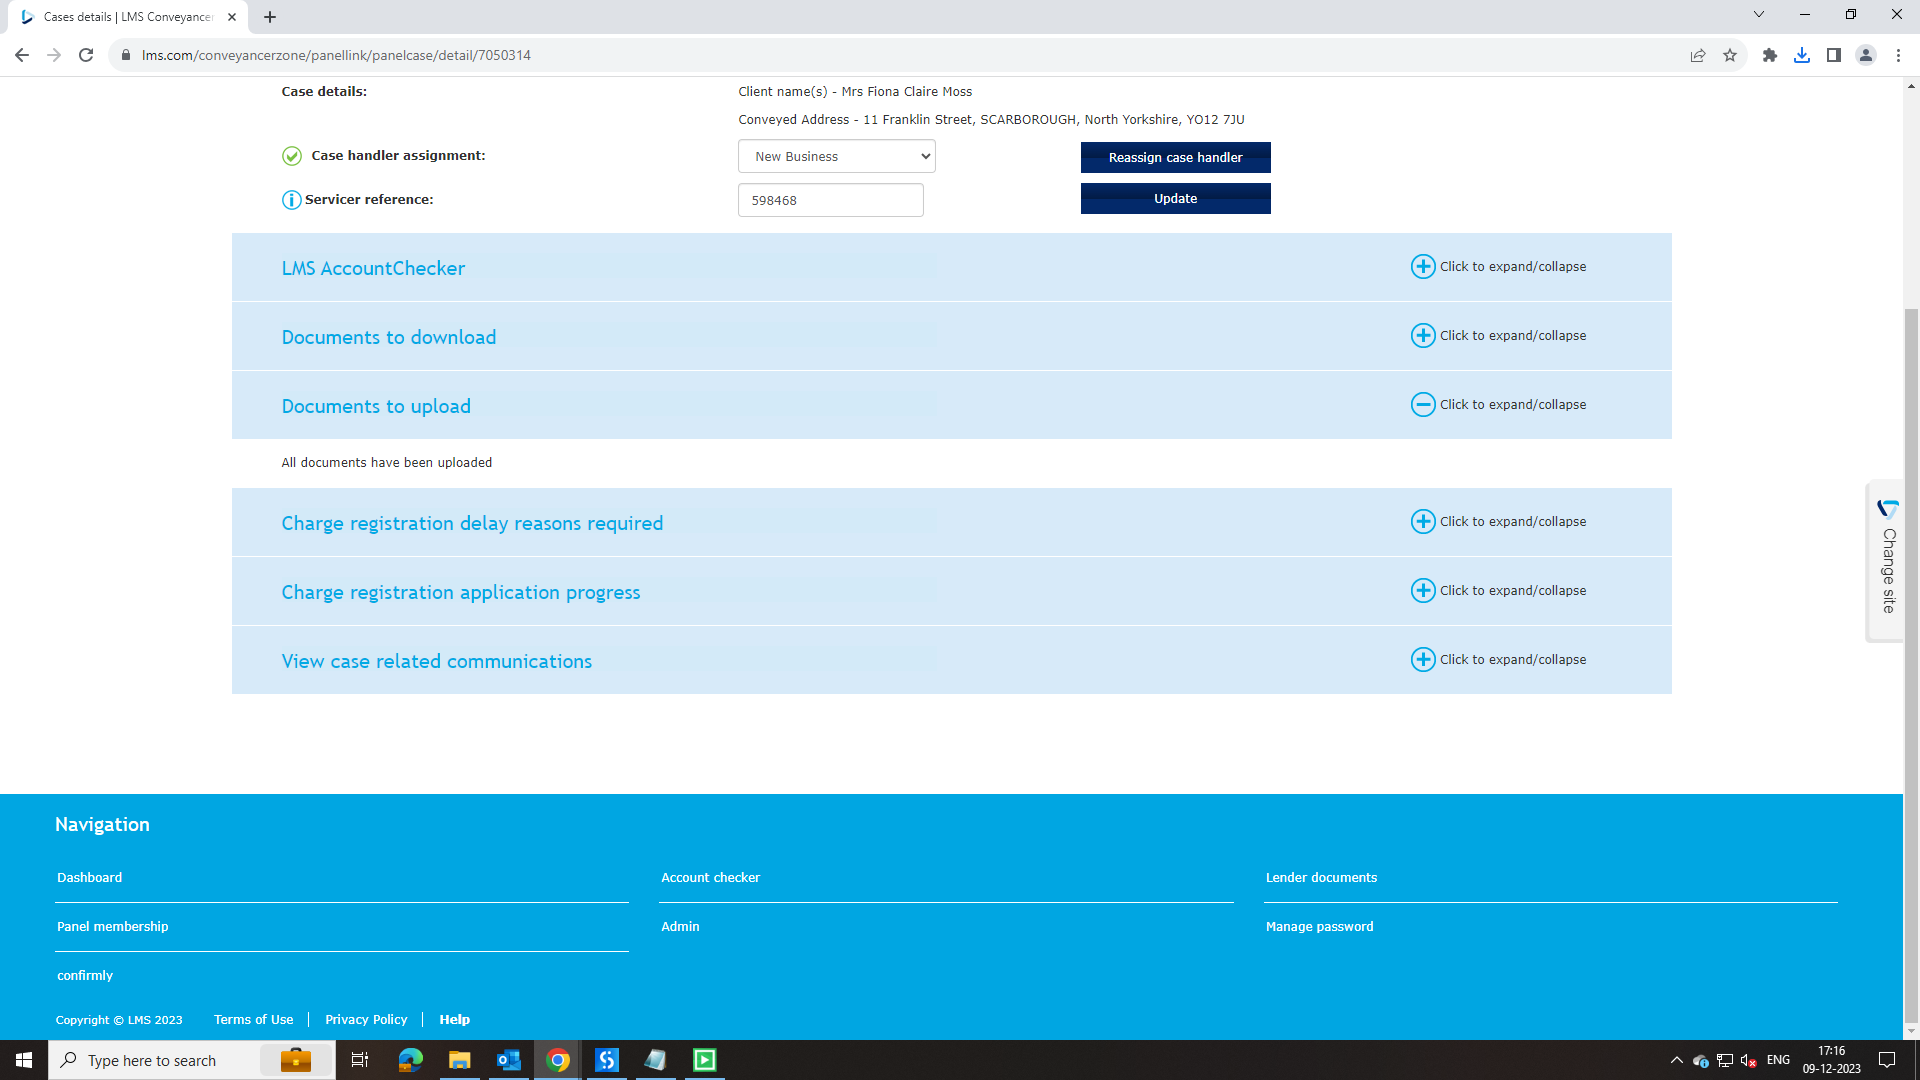 Cases details | LMS Conveyancer
lms.com/conveyancerzone/panellink/panelcase/detail/7050314
Case details:
Client name(s) - Mrs Fiona Claire Moss
Conveyed Address - 11 Franklin Street, SCARBOROUGH, North Yorkshire, YO12 7JU
Case handler assignment:
New Business
Reassign case handler
Servicer reference:
598468
Update
LMS AccountChecker
Click to expand/collapse
Documents to download
Click to expand/collapse
Documents to upload
Click to expand/collapse
All documents have been uploaded
Charge registration delay reasons required
Click to expand/collapse
Charge registration application progress
Click to expand/collapse
View case related communications
Click to expand/collapse
Change site
Navigation
Dashboard
Account checker
Lender documents
Panel membership
Admin
Manage password
confirmly
Copyright © LMS 2023
Terms of Use
Privacy Policy
Help
Type here to search
ENG
17:16
09-12-2023